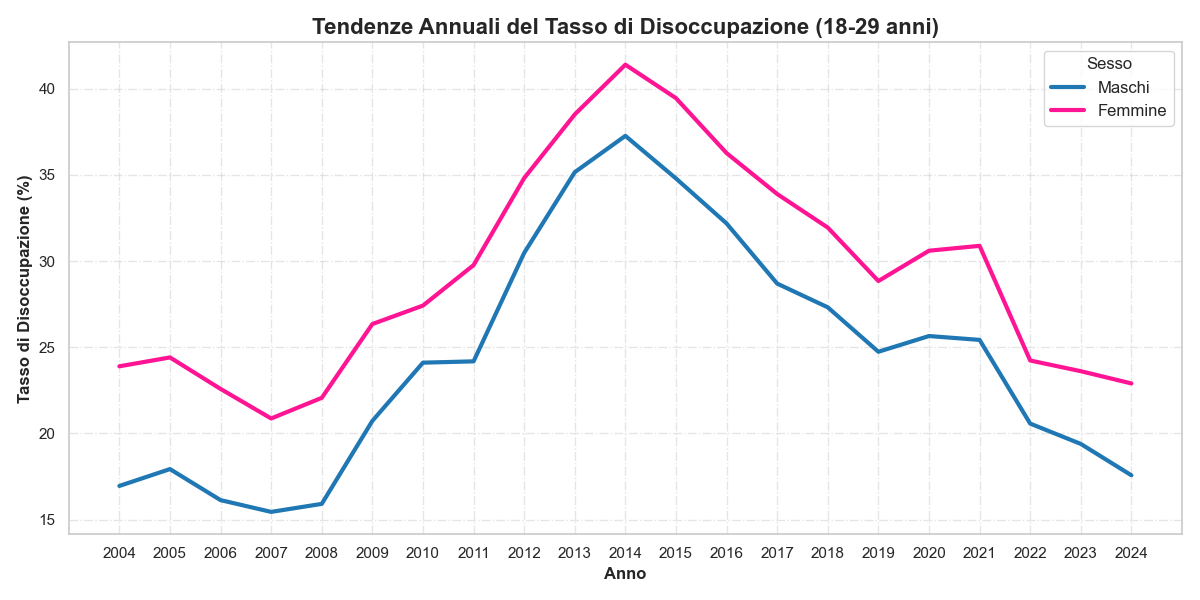 Tendenze Annuali del Tasso di Disoccupazione (18-29 anni)
Sesso
Maschi
Femmine
Tasso di Disoccupazione (%)
40
35
30
25
20
15
2004 2005 2006 2007 2008 2009 2010 2011 2012 2013 2014 2015 2016 2017 2018 2019 2020 2021 2022 2023 2024
Anno